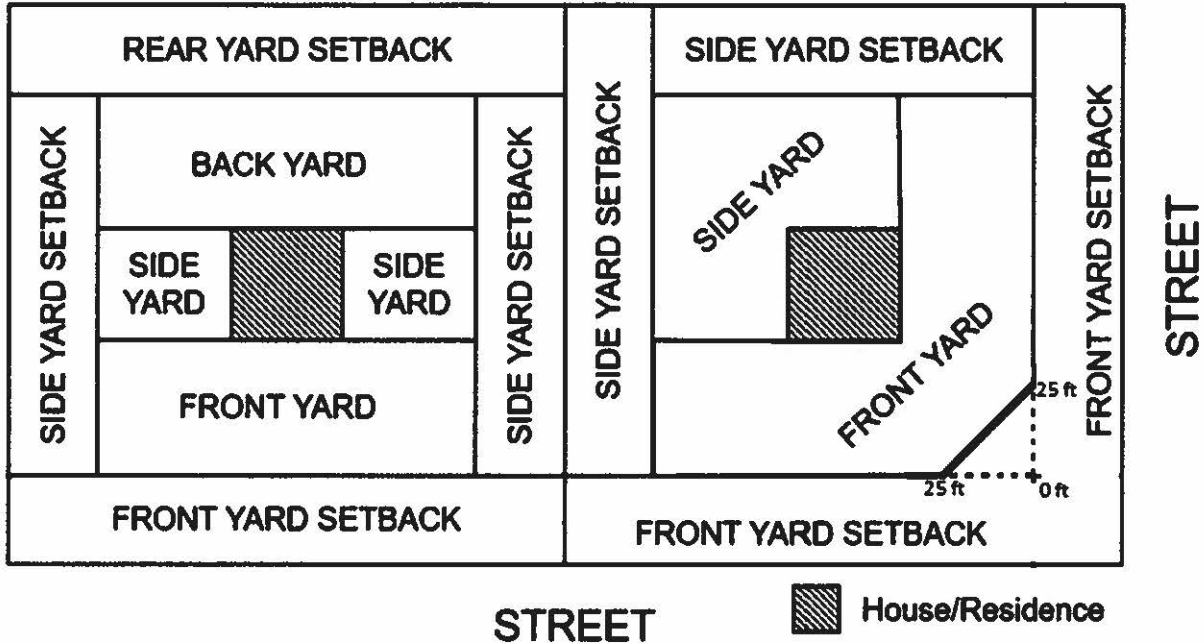 REAR YARD SETBACK
SIDE YARD SETBACK
BACK YARD
SIDE
YARD
SIDE
YARD
FRONT YARD
SIDE YARD SETBACK
FRONT YARD SETBACK
SIDE YARD SETBACK
SIDE YARD SETBACK
SIDE YARD
FRONT YARD
25 ft
25 ft
0 ft
FRONT YARD SETBACK
FRONT YARD SETBACK
STREET
STREET
House/Residence